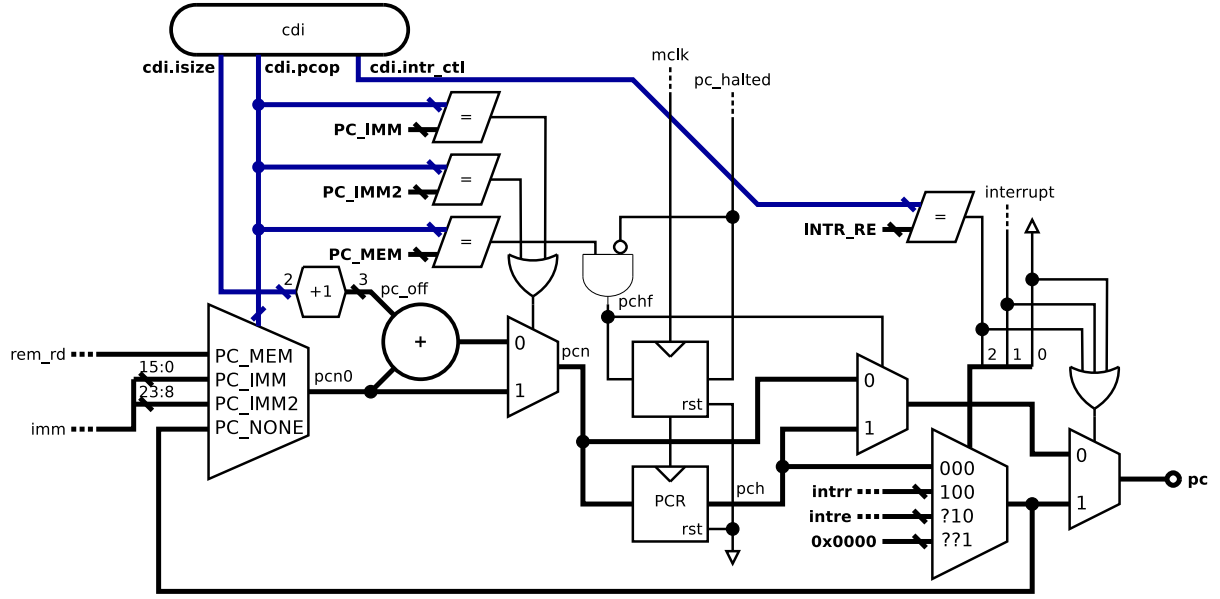 cdi
cdi.isize
cdi.pcop
cdi.intr_ctl
mclk
pc_halted
=
PC_IMM
=
PC_IMM2
=
PC_MEM
interrupt
=
INTR_RE
2
+1
3
pc_off
pchf
+
rem_rd
15:0
23:8
imm
PC_MEM
PC_IMM
PC_IMM2
PC_NONE
pcn0
0
1
pcn
rst
PCR
rst
pch
0
1
2
1
0
000
100
?10
??1
intrr
intre
0x0000
0
1
pc